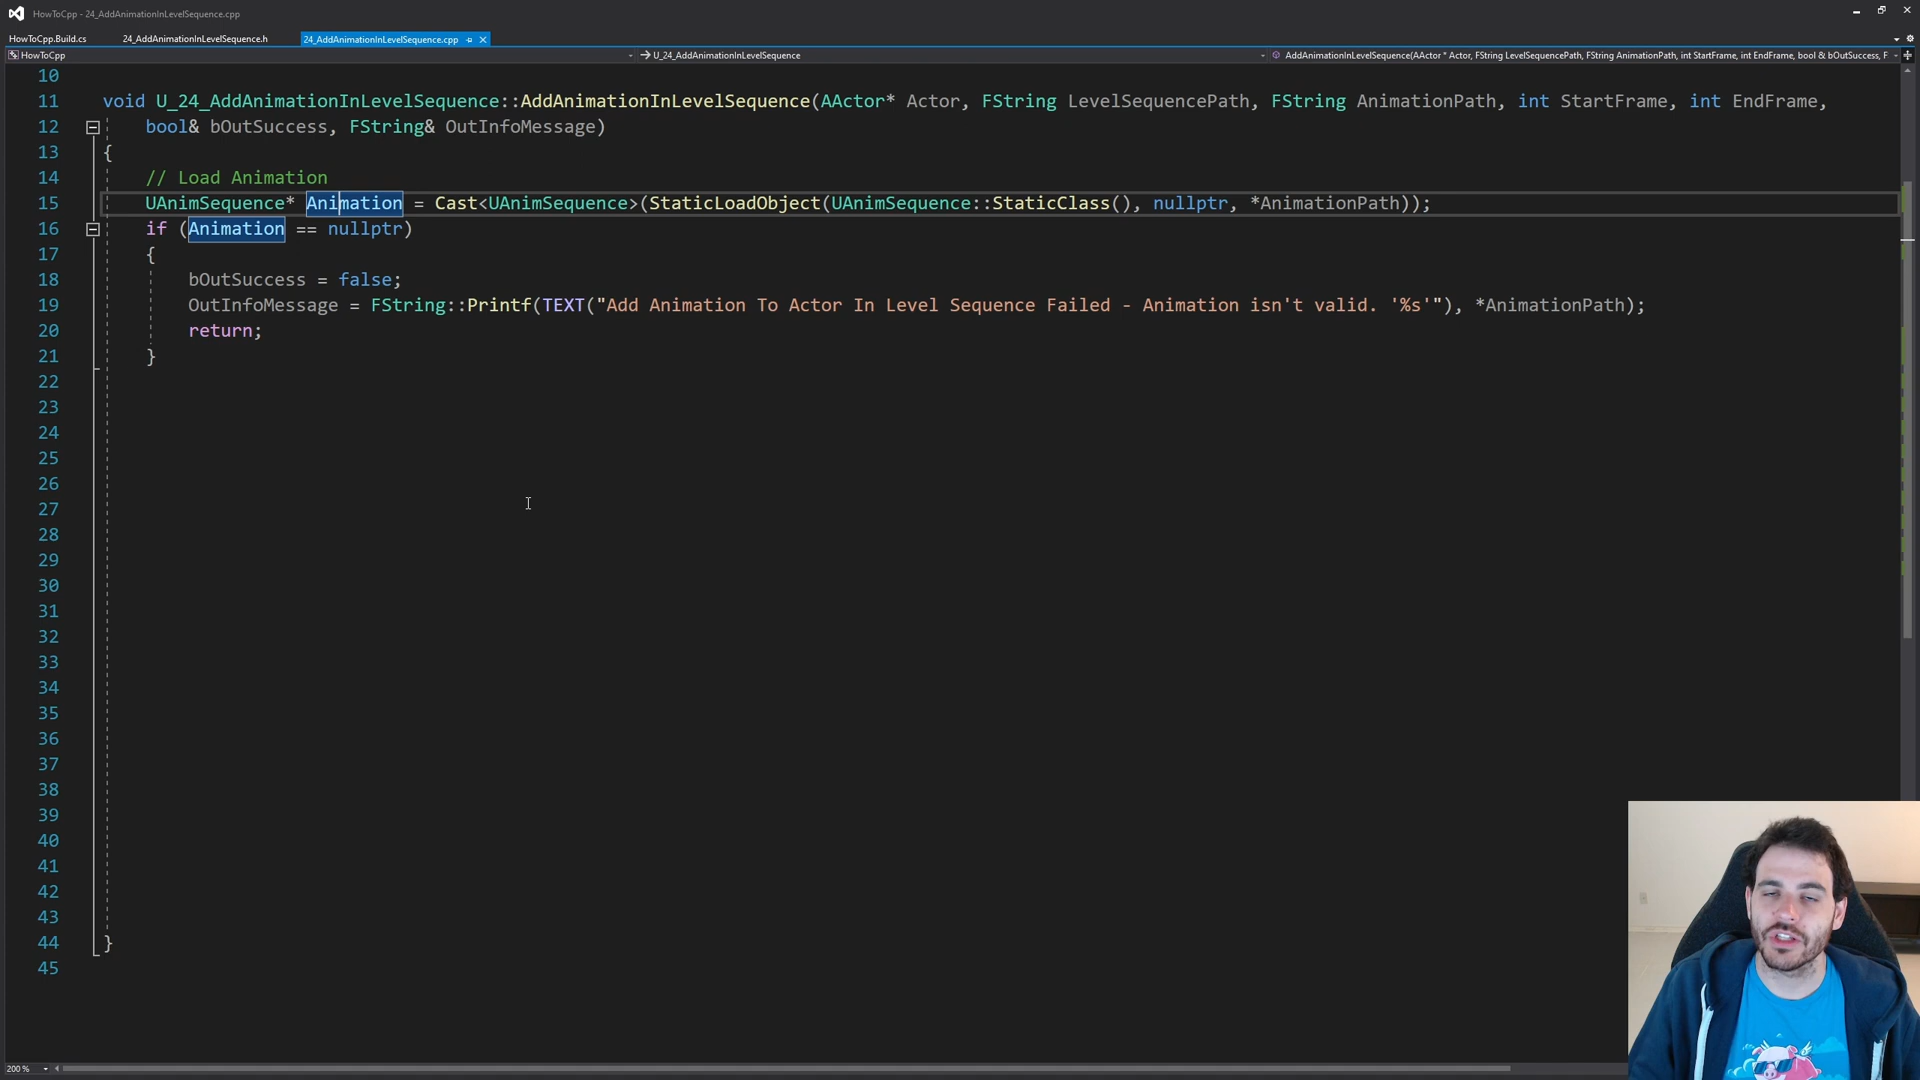 HowToCpp - 24_AddAnimationInLevelSequence.cpp
HowToCpp.Build.cs 24_AddAnimationInLevelSequence.h 24_AddAnimationInLevelSequence.cpp
HowToCpp U_24_AddAnimationInLevelSequence AddAnimationInLevelSequence(AActor * Actor, FString LevelSequencePath, FString AnimationPath, int StartFrame, int EndFrame, bool & bOutSuccess, F
10
11 void U_24_AddAnimationInLevelSequence::AddAnimationInLevelSequence(AActor* Actor, FString LevelSequencePath, FString AnimationPath, int StartFrame, int EndFrame,
12 bool& bOutSuccess, FString& OutInfoMessage)
13 {
14 // Load Animation
15 UAnimSequence* Animation = Cast<UAnimSequence>(StaticLoadObject(UAnimSequence::StaticClass(), nullptr, *AnimationPath));
16 if (Animation == nullptr)
17 {
18 bOutSuccess = false;
19 OutInfoMessage = FString::Printf(TEXT("Add Animation To Actor In Level Sequence Failed - Animation isn't valid. '%s'"), *AnimationPath);
20 return;
21 }
22
23
24
25
26
27
28
29
30
31
32
33
34
35
36
37
38
39
40
41
42
43
44 }
45
200 %